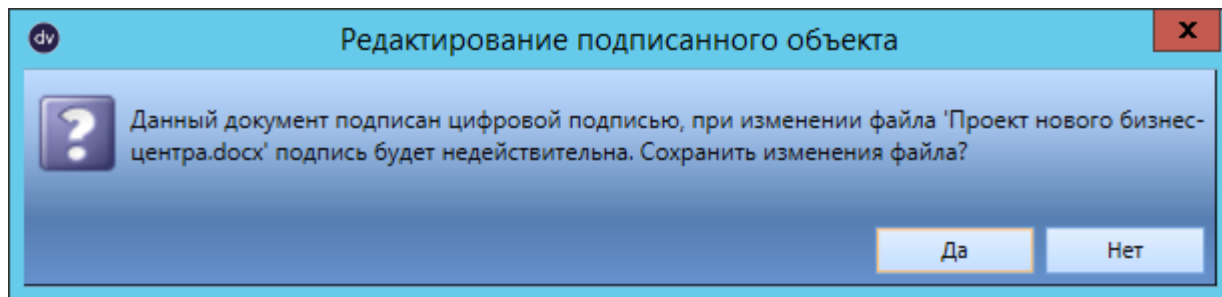 dv
Редактирование подписанного объекта
x
?
Данный документ подписан цифровой подписью, при изменении файла 'Проект нового бизнес-
центра.docx' подпись будет недействительна. Сохранить изменения файла?
Да
Нет